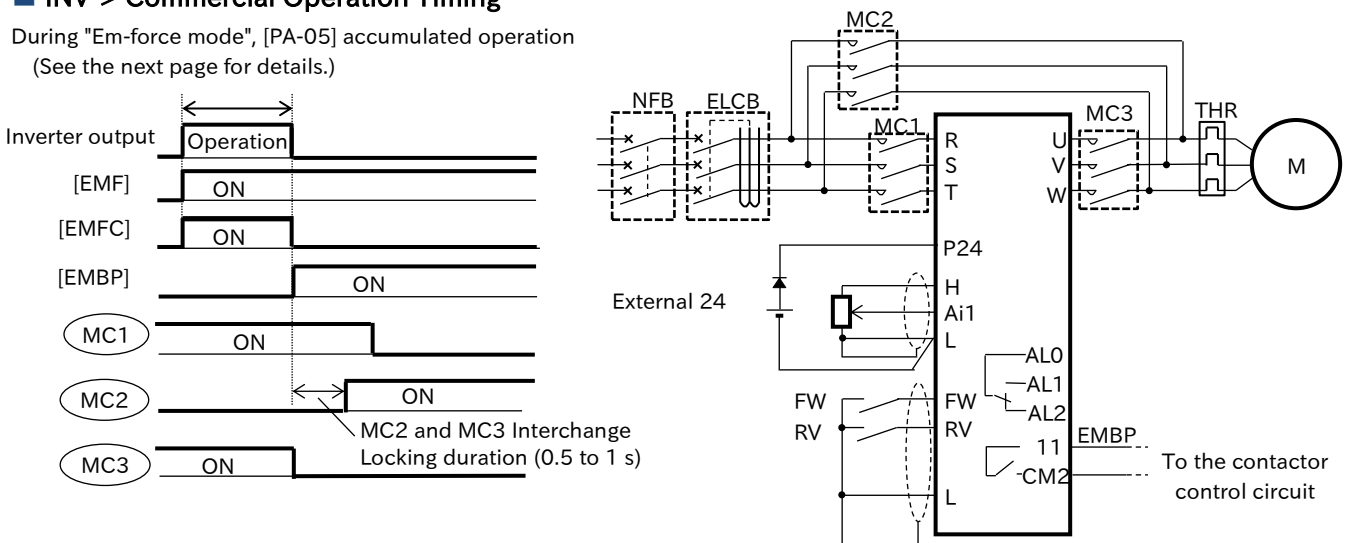 ■ INV > Commercial Operation Timing
During "Em-force mode", [PA-05] accumulated operation
(See the next page for details.)
Inverter output
Operation
[EMF]
ON
[EMFC]
ON
[EMBP]
ON
MC1
ON
MC2
ON
MC2 and MC3 Interchange
Locking duration (0.5 to 1 s)
MC3
ON
MC2
NFB
ELCB
MC1
MC3
THR
R
S
T
U
V
W
M
P24
External 24
H
Ai1
L
AL0
AL1
AL2
FW
FW
RV
RV
11
EMBP
CM2
L
To the contactor
control circuit